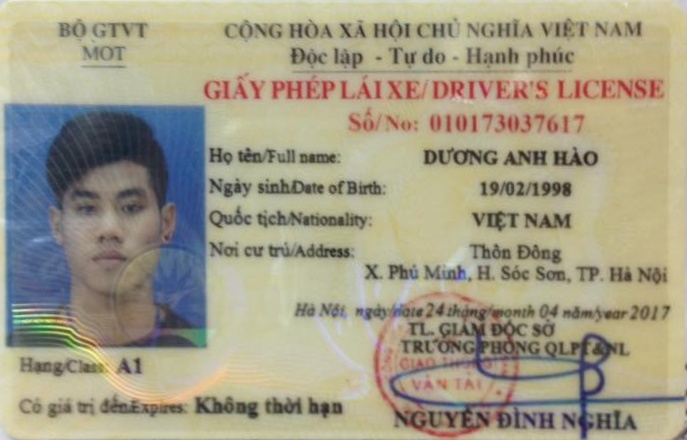 BỘ GTVT
MOT
CỘNG HÒA XÃ HỘI CHỦ NGHĨA VIỆT NAM
Độc lập - Tự do - Hạnh phúc
GIẤY PHÉP LÁI XE/DRIVER'S LICENSE
Số/No: 010173037617
Họ tên/Full name: DƯƠNG ANH HÀO
Ngày sinh/Date of Birth: 19/02/1998
Quốc tịch/Nationality: VIỆT NAM
Nơi cư trú/Address: Thôn Đông
X. Phú Minh, H. Sóc Sơn, TP. Hà Nội
Hà Nội, ngày/date 24 tháng/month 04 năm/year 2017
TL. GIÁM ĐỐC SỞ
TRƯỞNG PHÒNG QLPT&NL
GIAO THÔNG
VẬN TẢI
Hạng/Class: A1
Có giá trị đến/Expires: Không thời hạn
NGUYỄN ĐÌNH NGHĨA